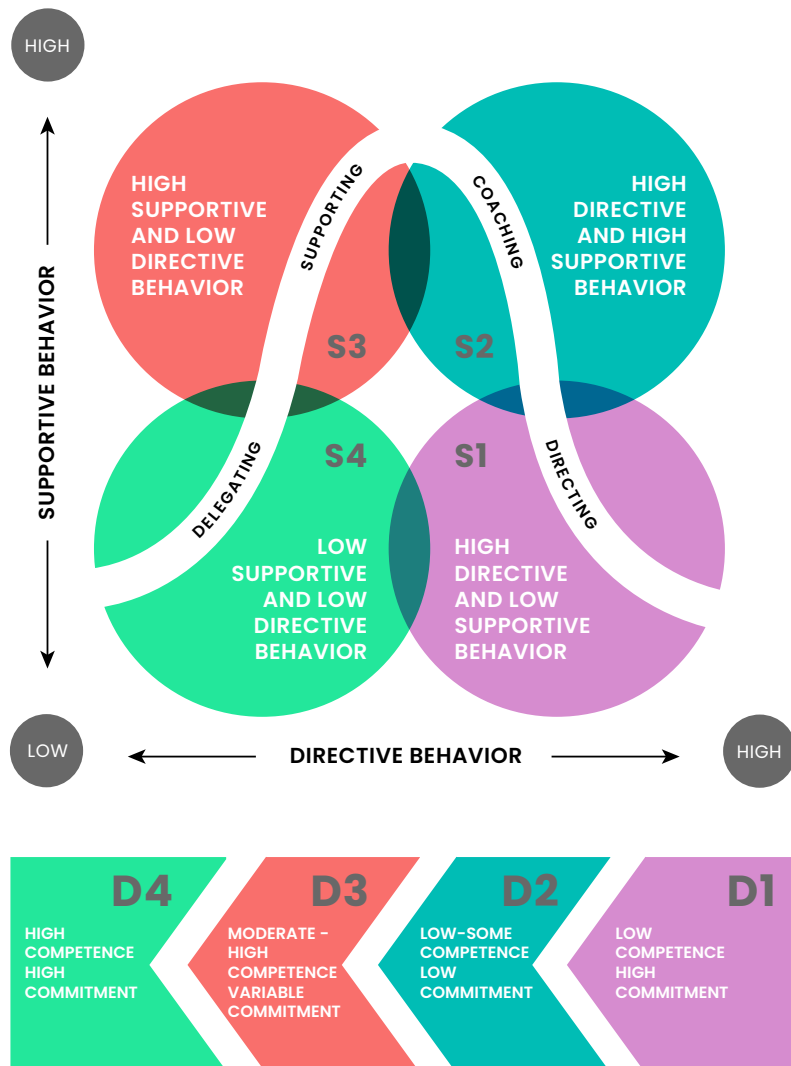 HIGH
HIGH
SUPPORTIVE
AND LOW
DIRECTIVE
BEHAVIOR
SUPPORTING
COACHING
HIGH
DIRECTIVE
AND HIGH
SUPPORTIVE
BEHAVIOR
S3
S2
SUPPORTIVE BEHAVIOR
S4
S1
DELEGATING
DIRECTING
LOW
SUPPORTIVE
AND LOW
DIRECTIVE
BEHAVIOR
HIGH
DIRECTIVE
AND LOW
SUPPORTIVE
BEHAVIOR
LOW
DIRECTIVE BEHAVIOR
HIGH
D4
HIGH
COMPETENCE
HIGH
COMMITMENT
D3
MODERATE -
HIGH
COMPETENCE
VARIABLE
COMMITMENT
D2
LOW-SOME
COMPETENCE
LOW
COMMITMENT
D1
LOW
COMPETENCE
HIGH
COMMITMENT